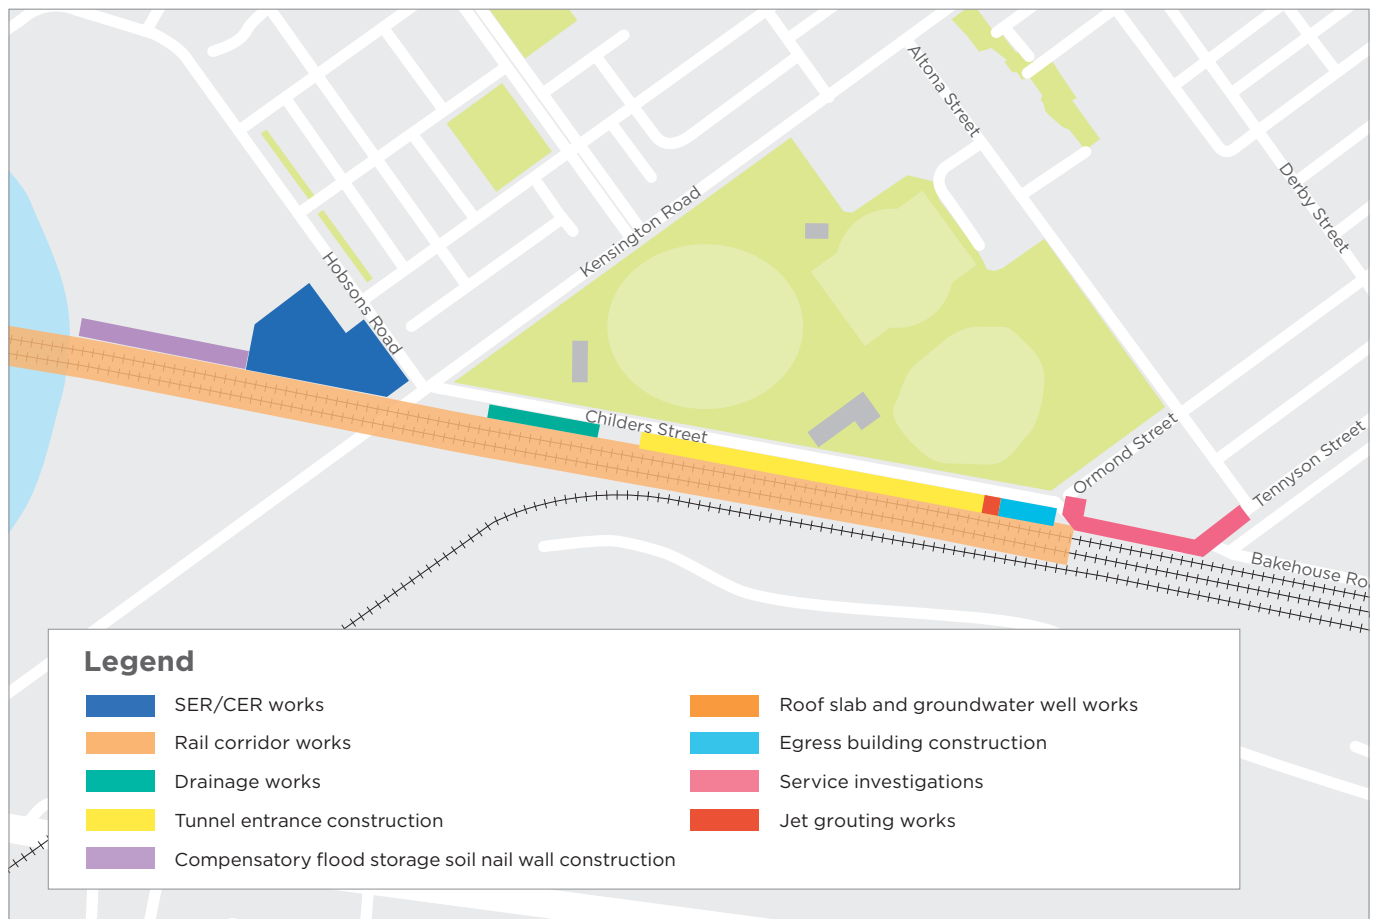 Altona Street
Derby Street
Kensington Road
Hobsons Road
Childers Street
Ormond Street
Tennyson Street
Bakehouse Ro
Legend
SER/CER works
Rail corridor works
Drainage works
Tunnel entrance construction
Compensatory flood storage soil nail wall construction
Roof slab and groundwater well works
Egress building construction
Service investigations
Jet grouting works